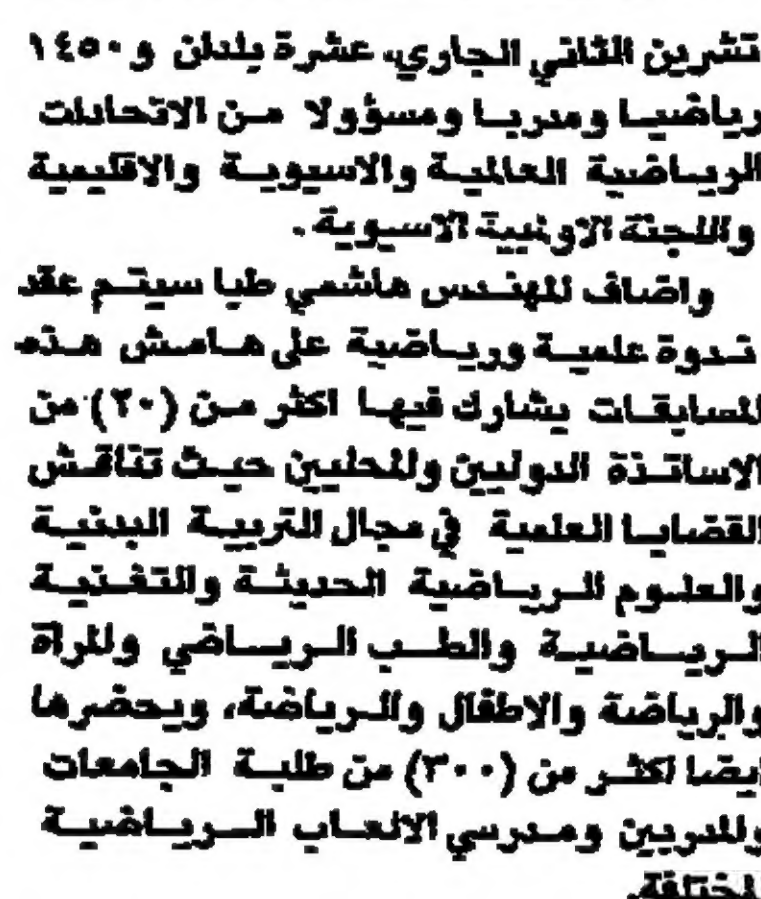 تشرين الثاني الجاري، عشرة بلدان و١٤٥٠
رياضيا ومدربا ومسؤولا من الاتحادات
الرياضية العالمية والاسيوية والاقليمية
واللجنة الاولمبية الاسيوية.
واضاف المهندس هاشمي طبا سيتم عقد
ندوة علمية ورياضية على هامش هذه
المسابقات يشارك فيها اكثر من (٢٠) من
الاساتذة الدوليين والمحليين حيث تناقش
القضايا العلمية في مجال التربية البدنية
والعلوم الرياضية الحديثة والتغذية
الرياضية والطب الرياضي والمرأة
والرياضة والاطفال والرياضة، ويحضرها
ايضا اكثر من (٣٠٠) من طلبة الجامعات
والمدربين ومدرسي الالعاب الرياضية
المختلفة.